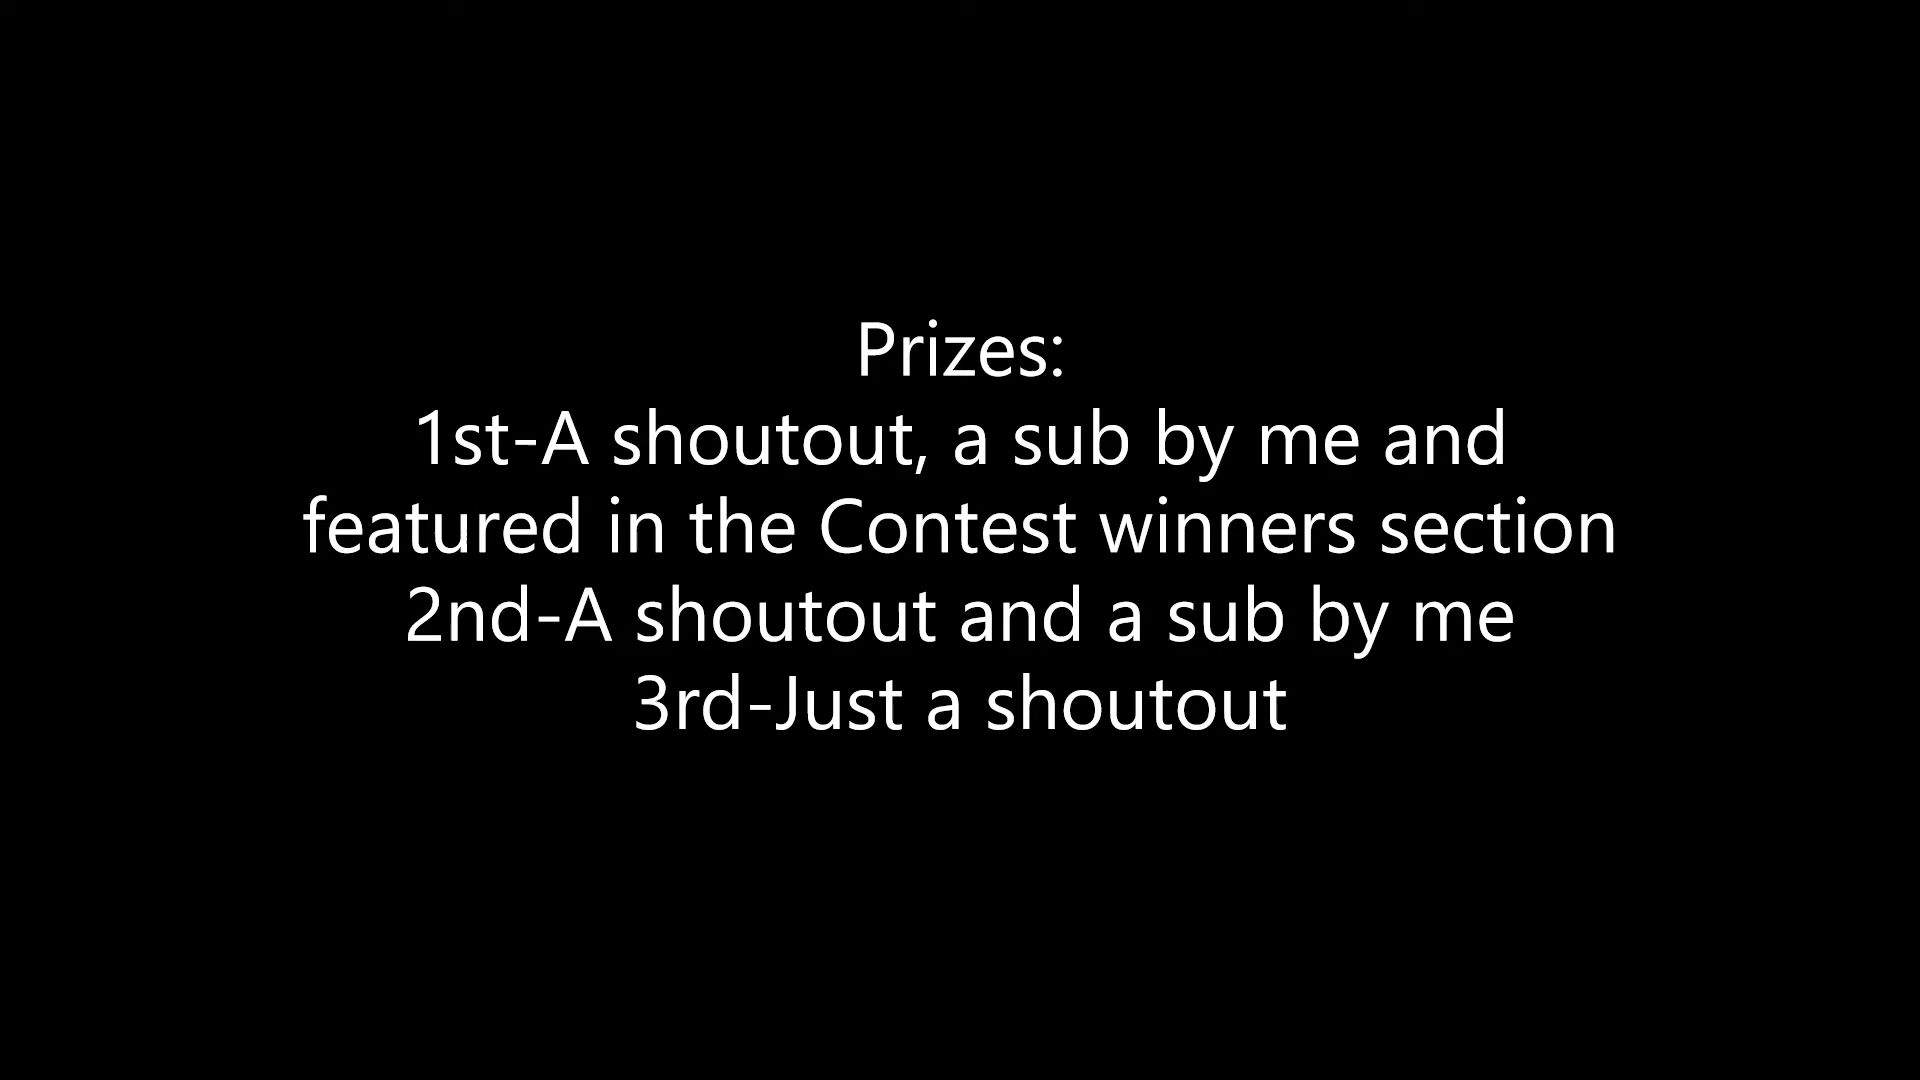 Prizes:
1st-A shoutout, a sub by me and
featured in the Contest winners section
2nd-A shoutout and a sub by me
3rd-Just a shoutout